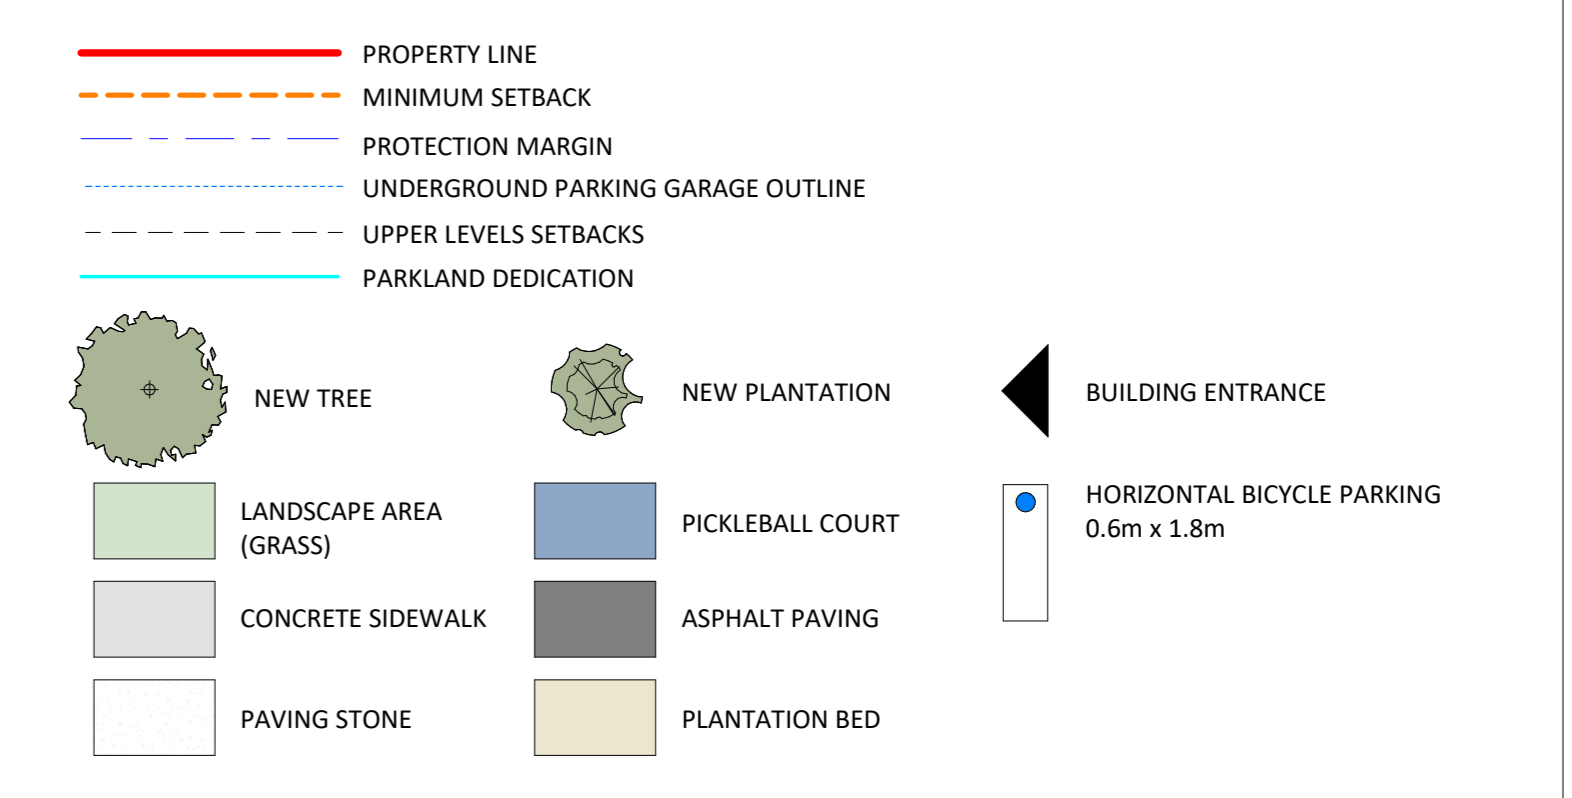 PROPERTY LINE
MINIMUM SETBACK
PROTECTION MARGIN
UNDERGROUND PARKING GARAGE OUTLINE
UPPER LEVELS SETBACKS
PARKLAND DEDICATION
NEW TREE
NEW PLANTATION
BUILDING ENTRANCE
LANDSCAPE AREA
(GRASS)
PICKLEBALL COURT
HORIZONTAL BICYCLE PARKING
0.6m x 1.8m
CONCRETE SIDEWALK
ASPHALT PAVING
PAVING STONE
PLANTATION BED